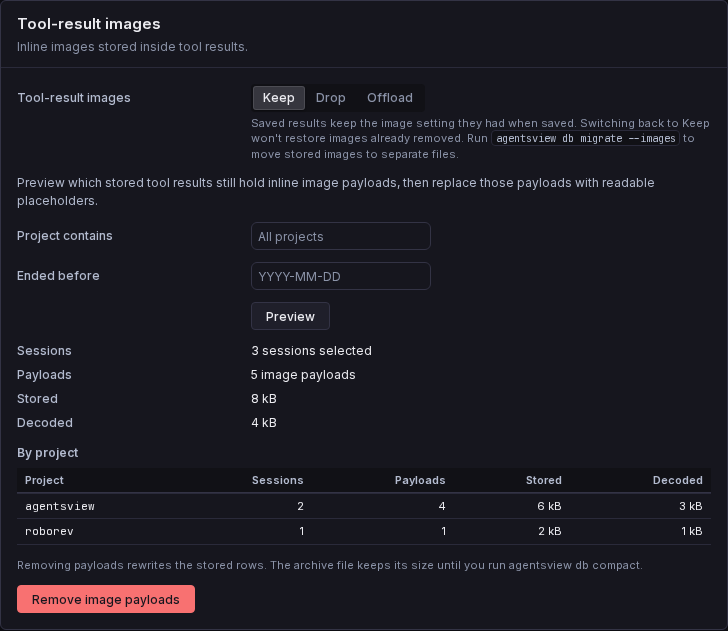 Tool-result images
Inline images stored inside tool results.
Tool-result images
Keep Drop Offload
Saved results keep the image setting they had when saved. Switching back to Keep
won't restore images already removed. Run agentsview db migrate --images to
move stored images to separate files.
Preview which stored tool results still hold inline image payloads, then replace those payloads with readable
placeholders.
Project contains All projects
Ended before YYYY-MM-DD
Preview
Sessions 3 sessions selected
Payloads 5 image payloads
Stored 8 kB
Decoded 4 kB
By project
Project Sessions Payloads Stored Decoded
agentsview 2 4 6 kB 3 kB
roborev 1 1 2 kB 1 kB
Removing payloads rewrites the stored rows. The archive file keeps its size until you run agentsview db compact.
Remove image payloads